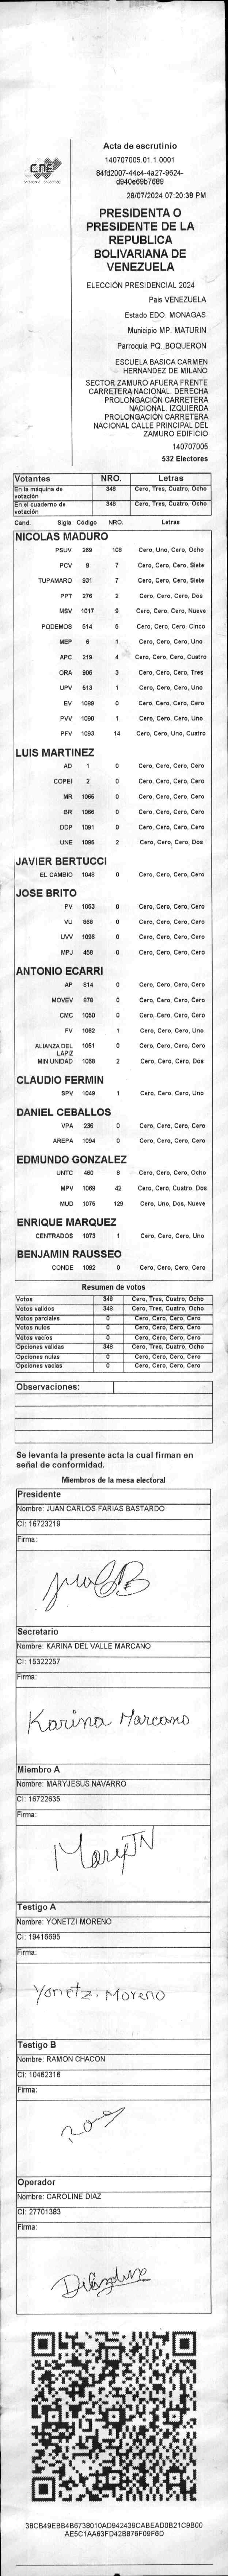 CNE
Acta de escrutinio
140707005.01.1.0001
84fd2007-44c4-4a27-9624-
d940e69b7689
28/07/2024 07:20:38 PM
PRESIDENTA O
PRESIDENTE DE LA
REPUBLICA
BOLIVARIANA DE
VENEZUELA
ELECCIÓN PRESIDENCIAL 2024
Pais VENEZUELA
Estado EDO. MONAGAS
Municipio MP. MATURIN
Parroquia PQ. BOQUERON
ESCUELA BASICA CARMEN
HERNANDEZ DE MILANO
SECTOR ZAMURO AFUERA FRENTE
CARRETERA NACIONAL. DERECHA
PROLONGACIÓN CARRETERA
NACIONAL. IZQUIERDA
PROLONGACIÓN CARRETERA
NACIONAL CALLE PRINCIPAL DEL
ZAMURO EDIFICIO
140707005
532 Electores
Votantes NRO. Letras
En la máquina de votación 348 Cero, Tres, Cuatro, Ocho
En el cuaderno de votación 348 Cero, Tres, Cuatro, Ocho
Cand. Sigla Código NRO. Letras
NICOLAS MADURO
PSUV 269 108 Cero, Uno, Cero, Ocho
PCV 9 7 Cero, Cero, Cero, Siete
TUPAMARO 931 7 Cero, Cero, Cero, Siete
PPT 276 2 Cero, Cero, Cero, Dos
MSV 1017 9 Cero, Cero, Cero, Nueve
PODEMOS 514 5 Cero, Cero, Cero, Cinco
MEP 6 1 Cero, Cero, Cero, Uno
APC 219 4 Cero, Cero, Cero, Cuatro
ORA 906 3 Cero, Cero, Cero, Tres
UPV 613 1 Cero, Cero, Cero, Uno
EV 1089 0 Cero, Cero, Cero, Cero
PVV 1090 1 Cero, Cero, Cero, Uno
PFV 1093 14 Cero, Cero, Uno, Cuatro
LUIS MARTINEZ
AD 1 0 Cero, Cero, Cero, Cero
COPEI 2 0 Cero, Cero, Cero, Cero
MR 1065 0 Cero, Cero, Cero, Cero
BR 1066 0 Cero, Cero, Cero, Cero
DDP 1091 0 Cero, Cero, Cero, Cero
UNE 1095 2 Cero, Cero, Cero, Dos
JAVIER BERTUCCI
EL CAMBIO 1048 0 Cero, Cero, Cero, Cero
JOSE BRITO
PV 1053 0 Cero, Cero, Cero, Cero
VU 868 0 Cero, Cero, Cero, Cero
UVV 1096 0 Cero, Cero, Cero, Cero
MPJ 458 0 Cero, Cero, Cero, Cero
ANTONIO ECARRI
AP 814 0 Cero, Cero, Cero, Cero
MOVEV 878 0 Cero, Cero, Cero, Cero
CMC 1050 0 Cero, Cero, Cero, Cero
FV 1052 1 Cero, Cero, Cero, Uno
ALIANZA DEL LAPIZ 1051 0 Cero, Cero, Cero, Cero
MIN UNIDAD 1068 2 Cero, Cero, Cero, Dos
CLAUDIO FERMIN
SPV 1049 1 Cero, Cero, Cero, Uno
DANIEL CEBALLOS
VPA 236 0 Cero, Cero, Cero, Cero
AREPA 1094 0 Cero, Cero, Cero, Cero
EDMUNDO GONZALEZ
UNTC 460 8 Cero, Cero, Cero, Ocho
MPV 1069 42 Cero, Cero, Cuatro, Dos
MUD 1075 129 Cero, Uno, Dos, Nueve
ENRIQUE MARQUEZ
CENTRADOS 1073 1 Cero, Cero, Cero, Uno
BENJAMIN RAUSSEO
CONDE 1092 0 Cero, Cero, Cero, Cero
Resumen de votos
Votos 348 Cero, Tres, Cuatro, Ocho
Votos validos 348 Cero, Tres, Cuatro, Ocho
Votos parciales 0 Cero, Cero, Cero, Cero
Votos nulos 0 Cero, Cero, Cero, Cero
Votos vacios 0 Cero, Cero, Cero, Cero
Opciones validas 348 Cero, Tres, Cuatro, Ocho
Opciones nulas 0 Cero, Cero, Cero, Cero
Opciones vacias 0 Cero, Cero, Cero, Cero
Observaciones:
Se levanta la presente acta la cual firman en
señal de conformidad.
Miembros de la mesa electoral
Presidente
Nombre: JUAN CARLOS FARIAS BASTARDO
CI: 16723219
Firma:
Secretario
Nombre: KARINA DEL VALLE MARCANO
CI: 15322257
Firma:
Karina Marcano
Miembro A
Nombre: MARYJESUS NAVARRO
CI: 16722635
Firma:
MaryJN
Testigo A
Nombre: YONETZI MORENO
CI: 19416695
Firma:
Yonetzi Moreno
Testigo B
Nombre: RAMON CHACON
CI: 10462316
Firma:
Operador
Nombre: CAROLINE DIAZ
CI: 27701383
Firma:
38CB49EBB4B6738010AD942439CABEAD0B21C9B00
AE5C1AA63FD42B876F09F6D